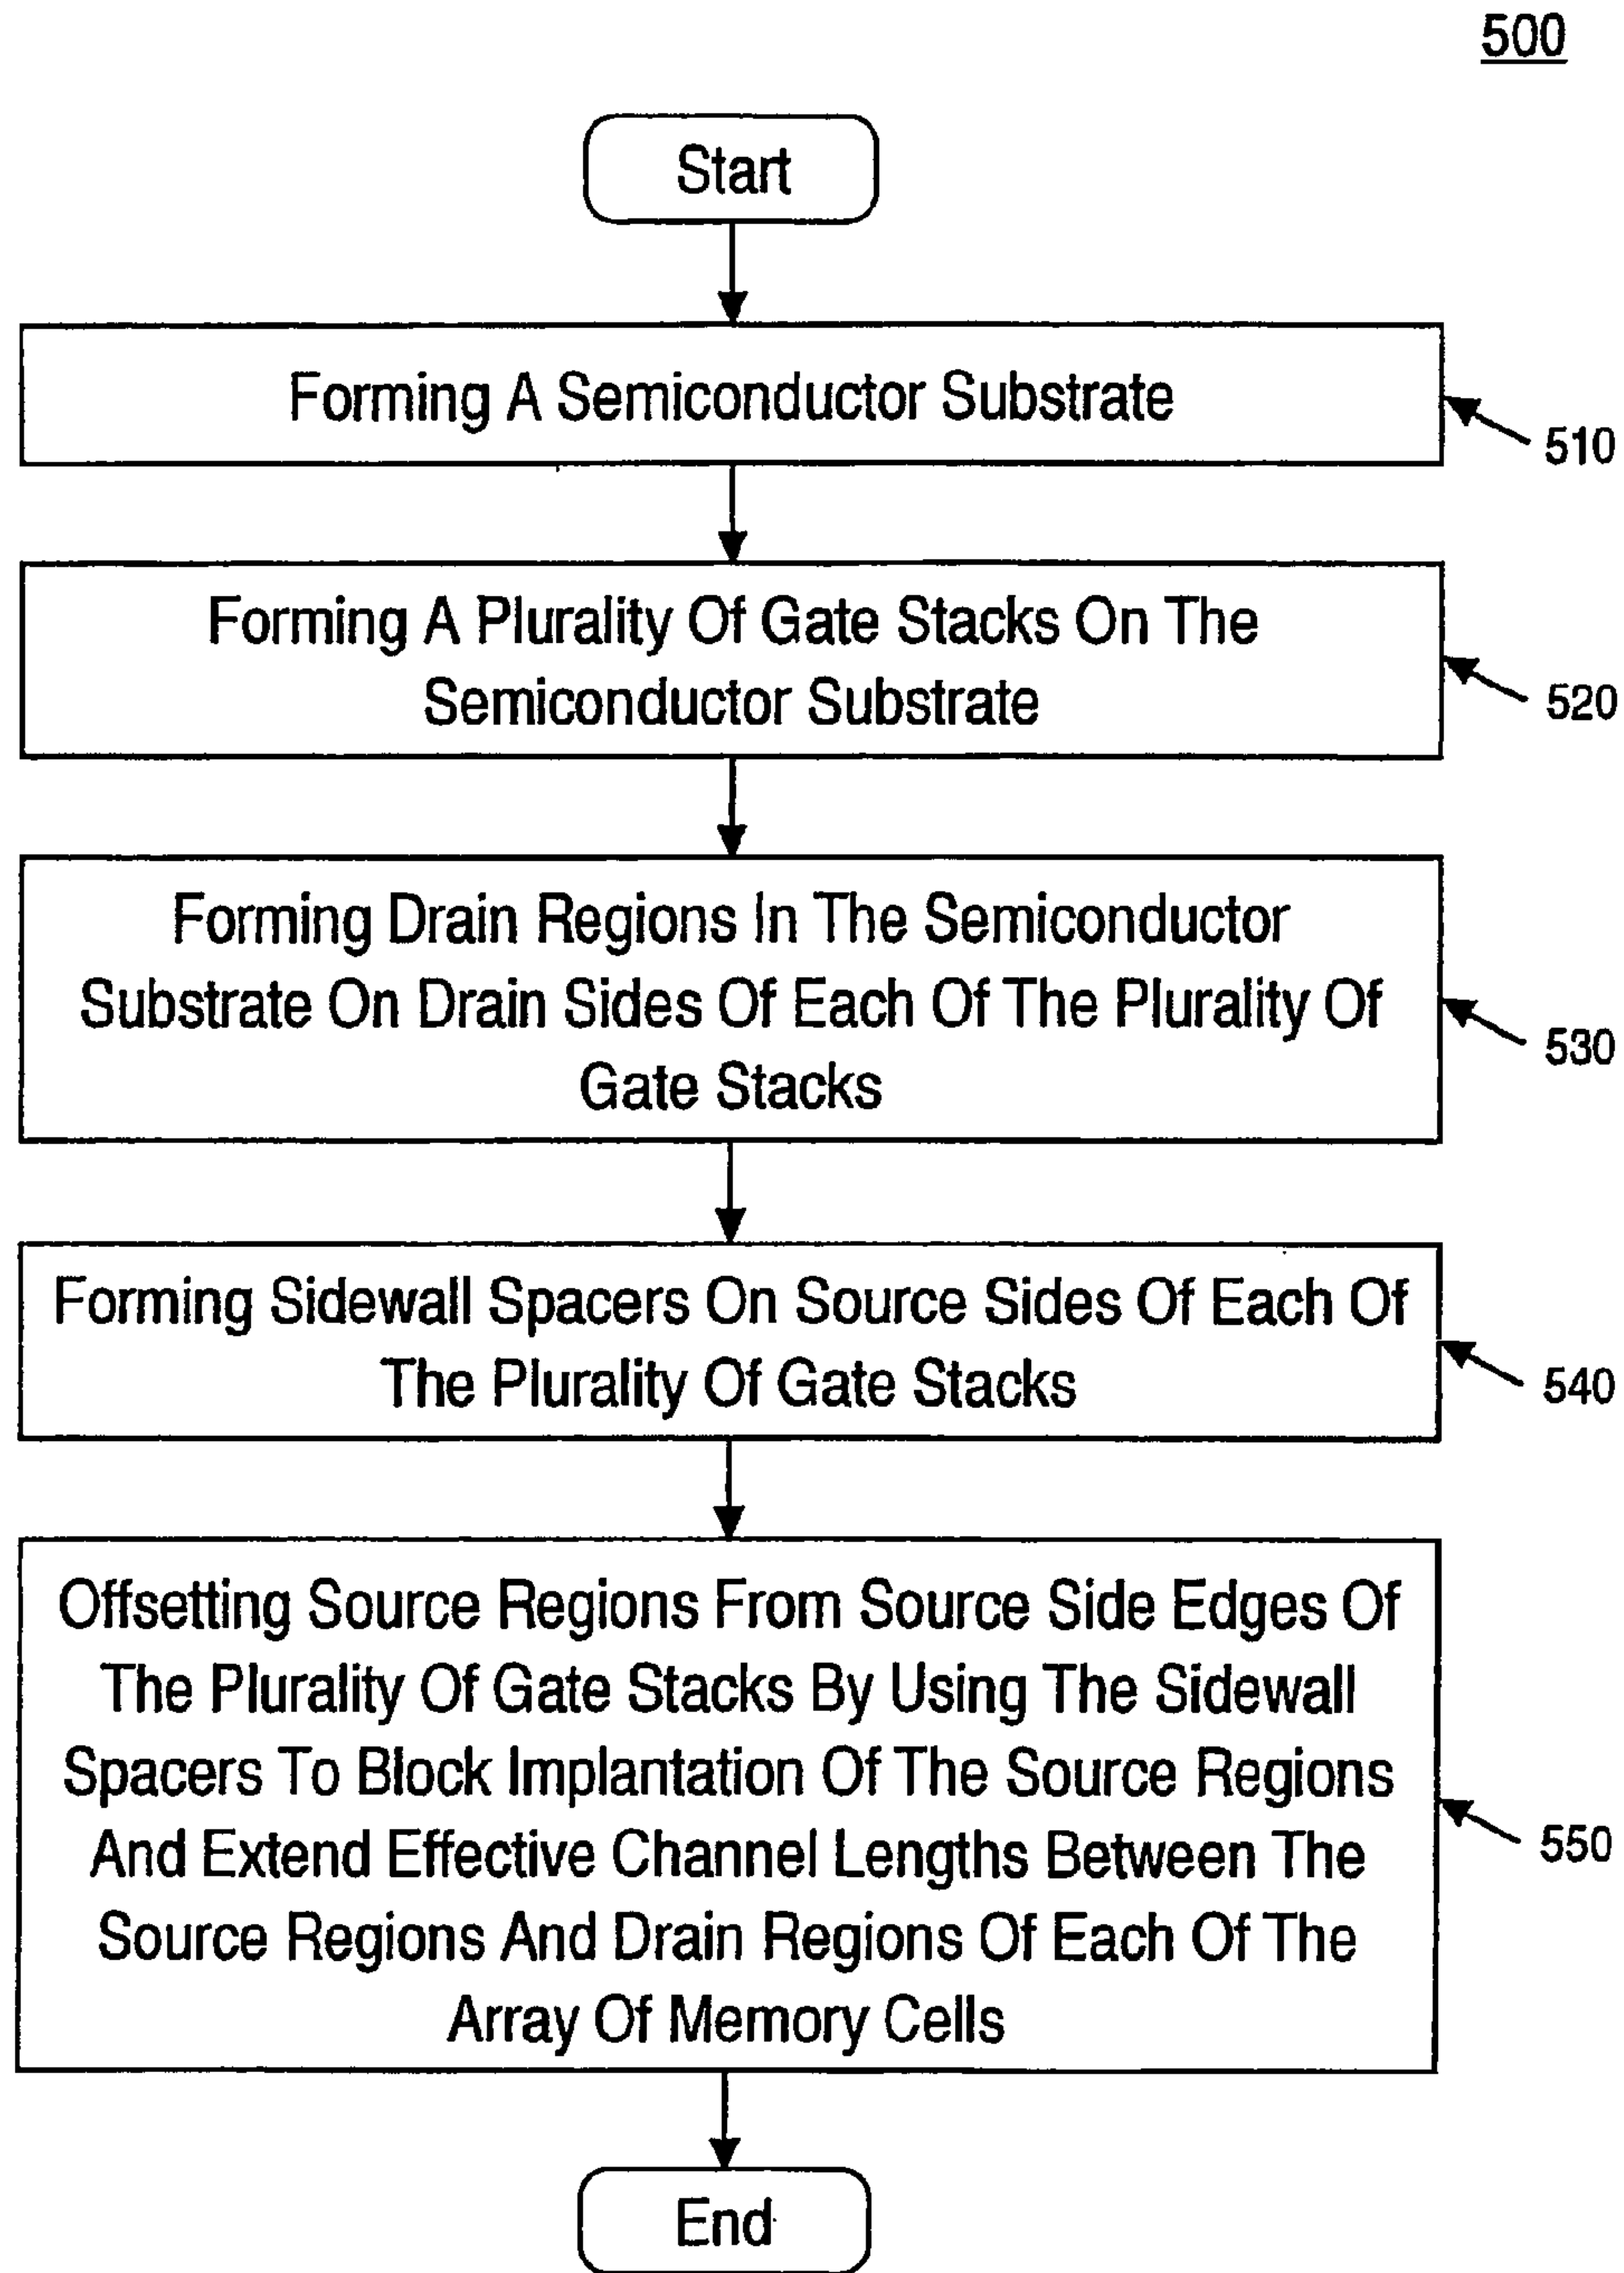 500
Start
Forming A Semiconductor Substrate
510
Forming A Plurality Of Gate Stacks On The
Semiconductor Substrate
520
Forming Drain Regions In The Semiconductor
Substrate On Drain Sides Of Each Of The Plurality Of
Gate Stacks
530
Forming Sidewall Spacers On Source Sides Of Each Of
The Plurality Of Gate Stacks
540
Offsetting Source Regions From Source Side Edges Of
The Plurality Of Gate Stacks By Using The Sidewall
Spacers To Block Implantation Of The Source Regions
And Extend Effective Channel Lengths Between The
Source Regions And Drain Regions Of Each Of The
Array Of Memory Cells
550
End